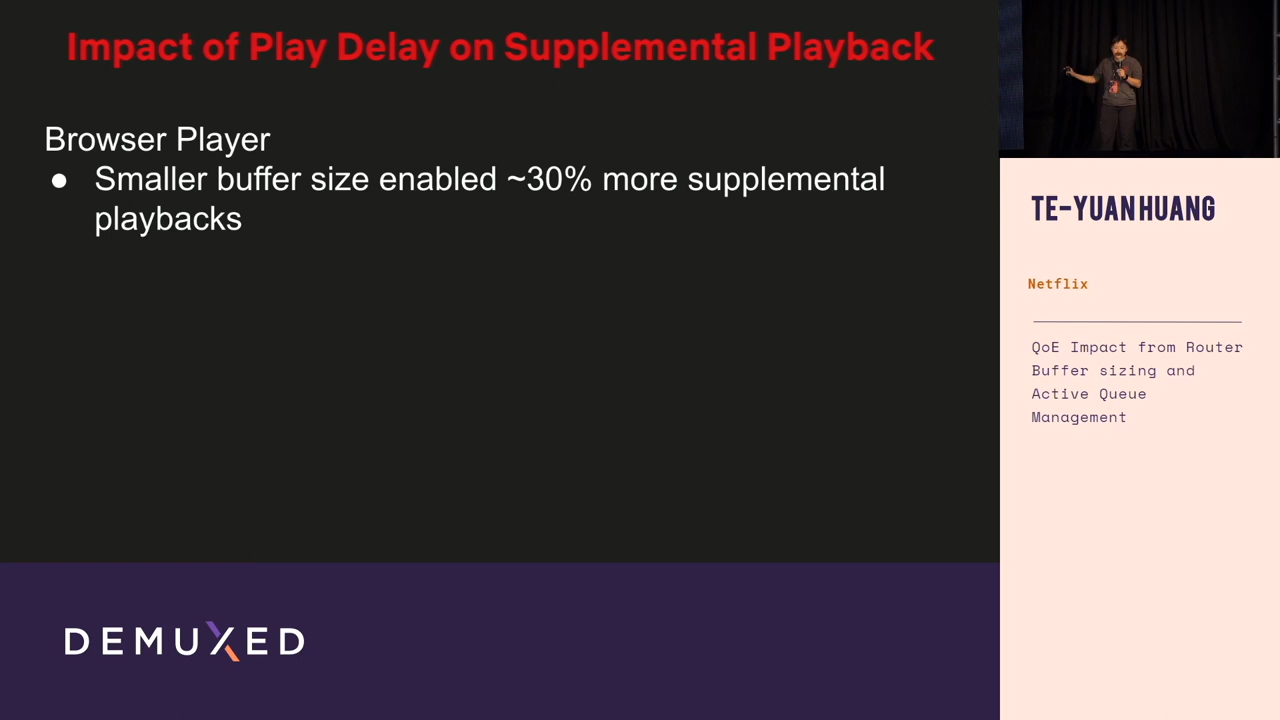 Impact of Play Delay on Supplemental Playback
Browser Player
● Smaller buffer size enabled ~30% more supplemental
playbacks
DEMUXED
TE-YUAN HUANG
Netflix
QoE Impact from Router
Buffer sizing and
Active Queue
Management